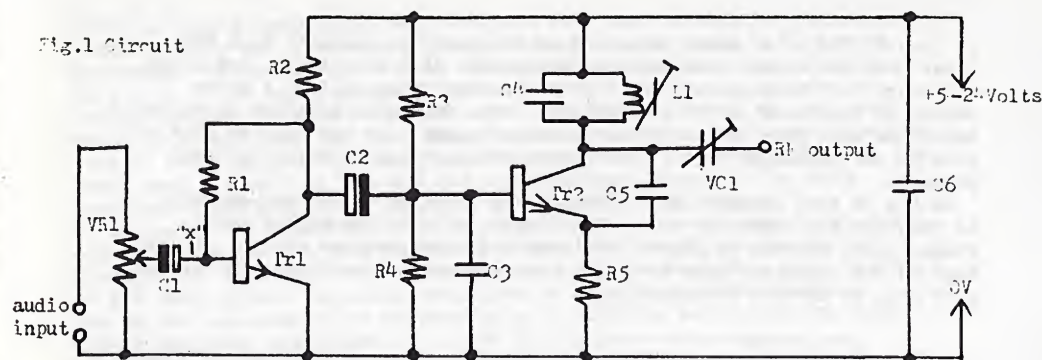 Fig.1 Circuit
R2
R3
C4
L1
+5-24Volts
C2
R1
RF output
VC1
C5
C6
Tr2
VR1
"x"
Tr1
R4
C3
R5
0V
C1
audio
input